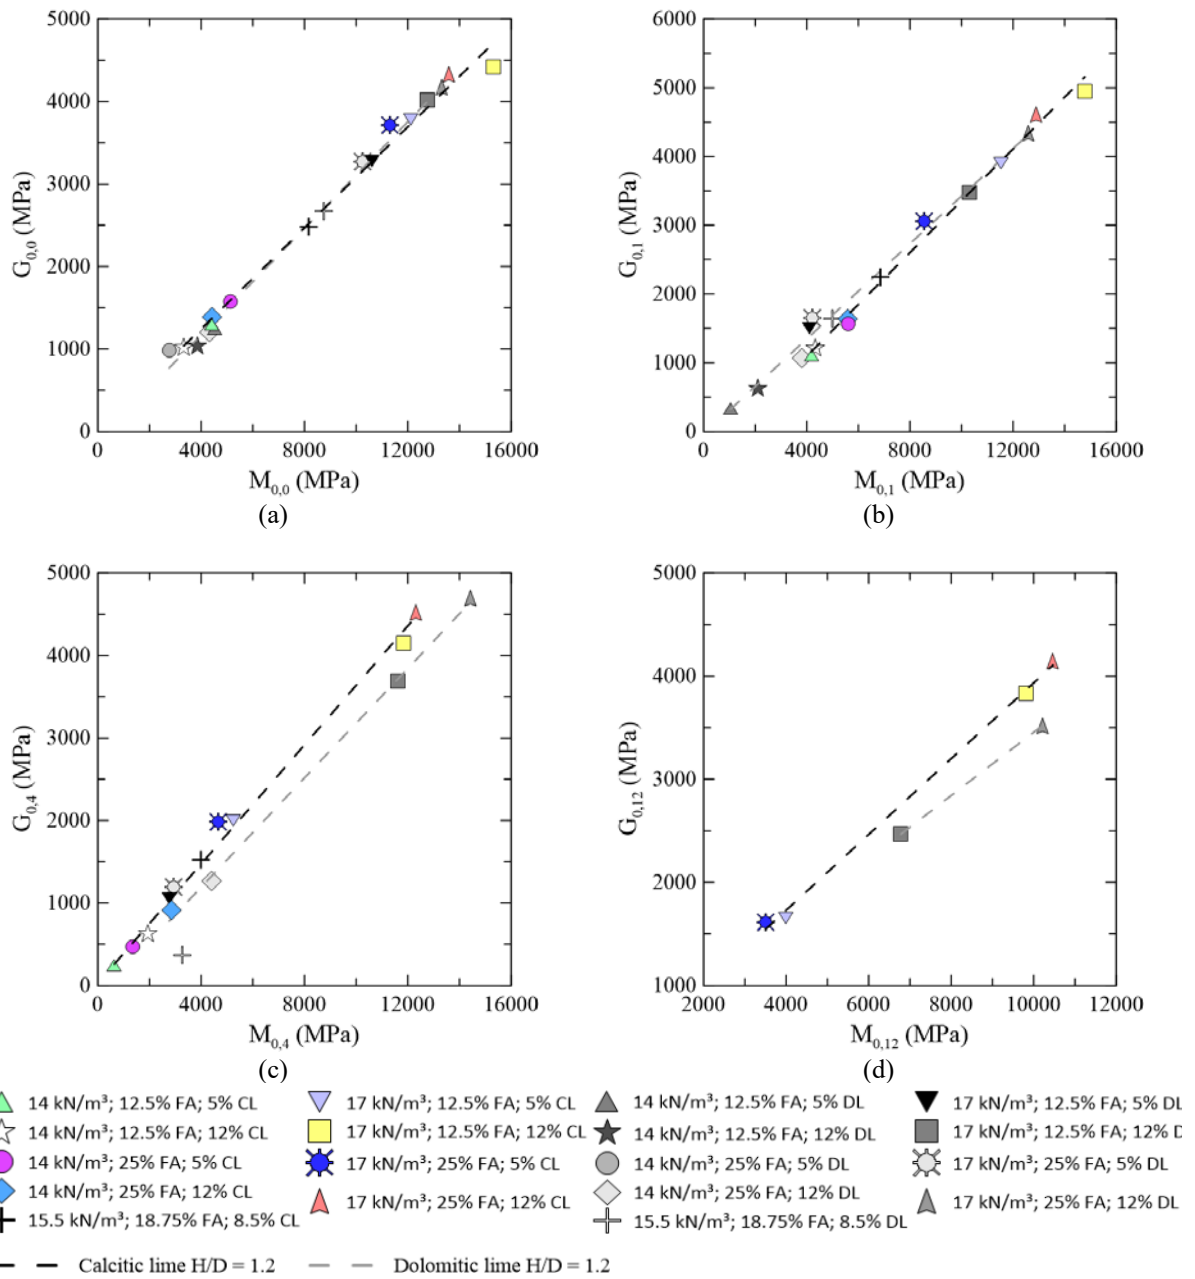 5000
4000
3000
2000
1000
0
G0,0 (MPa)
0 4000 8000 12000 16000
M0,0 (MPa)
(a)
6000
5000
4000
3000
2000
1000
0
G0,1 (MPa)
0 4000 8000 12000 16000
M0,1 (MPa)
(b)
5000
4000
3000
2000
1000
0
G0,4 (MPa)
0 4000 8000 12000 16000
M0,4 (MPa)
(c)
5000
4000
3000
2000
1000
G0,12 (MPa)
2000 4000 6000 8000 10000 12000
M0,12 (MPa)
(d)
14 kN/m³; 12.5% FA; 5% CL
14 kN/m³; 12.5% FA; 12% CL
14 kN/m³; 25% FA; 5% CL
14 kN/m³; 25% FA; 12% CL
15.5 kN/m³; 18.75% FA; 8.5% CL
17 kN/m³; 12.5% FA; 5% CL
17 kN/m³; 12.5% FA; 12% CL
17 kN/m³; 25% FA; 5% CL
17 kN/m³; 25% FA; 12% CL
14 kN/m³; 12.5% FA; 5% DL
14 kN/m³; 12.5% FA; 12% DL
14 kN/m³; 25% FA; 5% DL
14 kN/m³; 25% FA; 12% DL
15.5 kN/m³; 18.75% FA; 8.5% DL
17 kN/m³; 12.5% FA; 5% DL
17 kN/m³; 12.5% FA; 12% D
17 kN/m³; 25% FA; 5% DL
17 kN/m³; 25% FA; 12% DL
Calcitic lime H/D = 1.2
Dolomitic lime H/D = 1.2